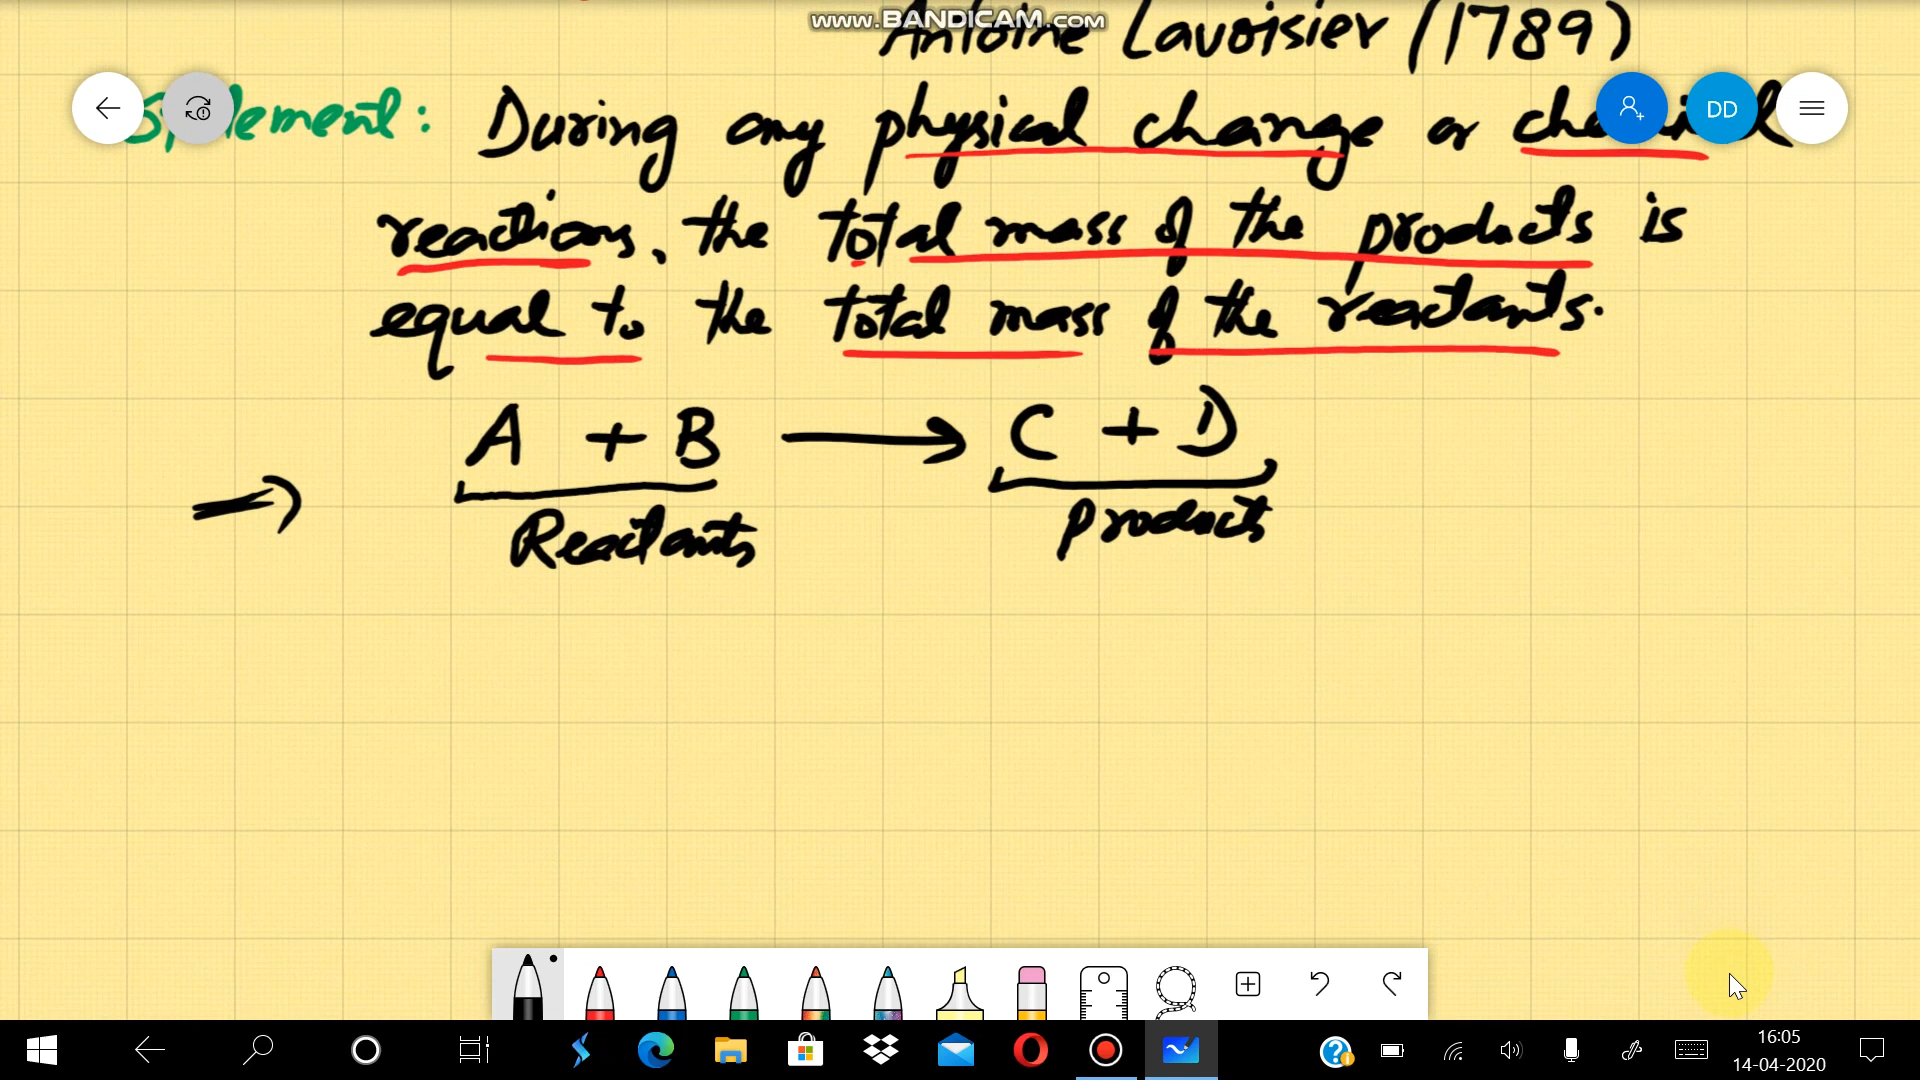 www.BANDICAM.com
Antoine Lavoisier (1789)
DD
During any physical change or chemical
reactions, the total mass of the products is
equal to the total mass of the reactants.
A + B → C + D
Reactants Products
16:05
14-04-2020